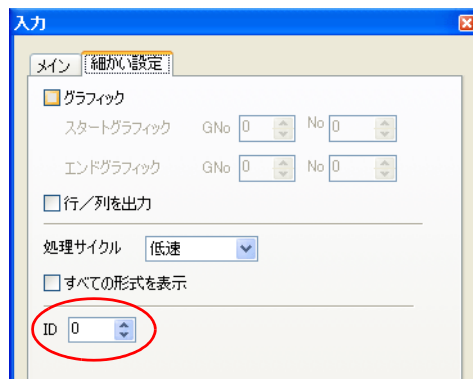 入力
メイン 細かい設定
グラフィック
スタートグラフィック GNo 0 No 0
エンドグラフィック GNo 0 No 0
行／列を出力
処理サイクル 低速
すべての形式を表示
ID 0